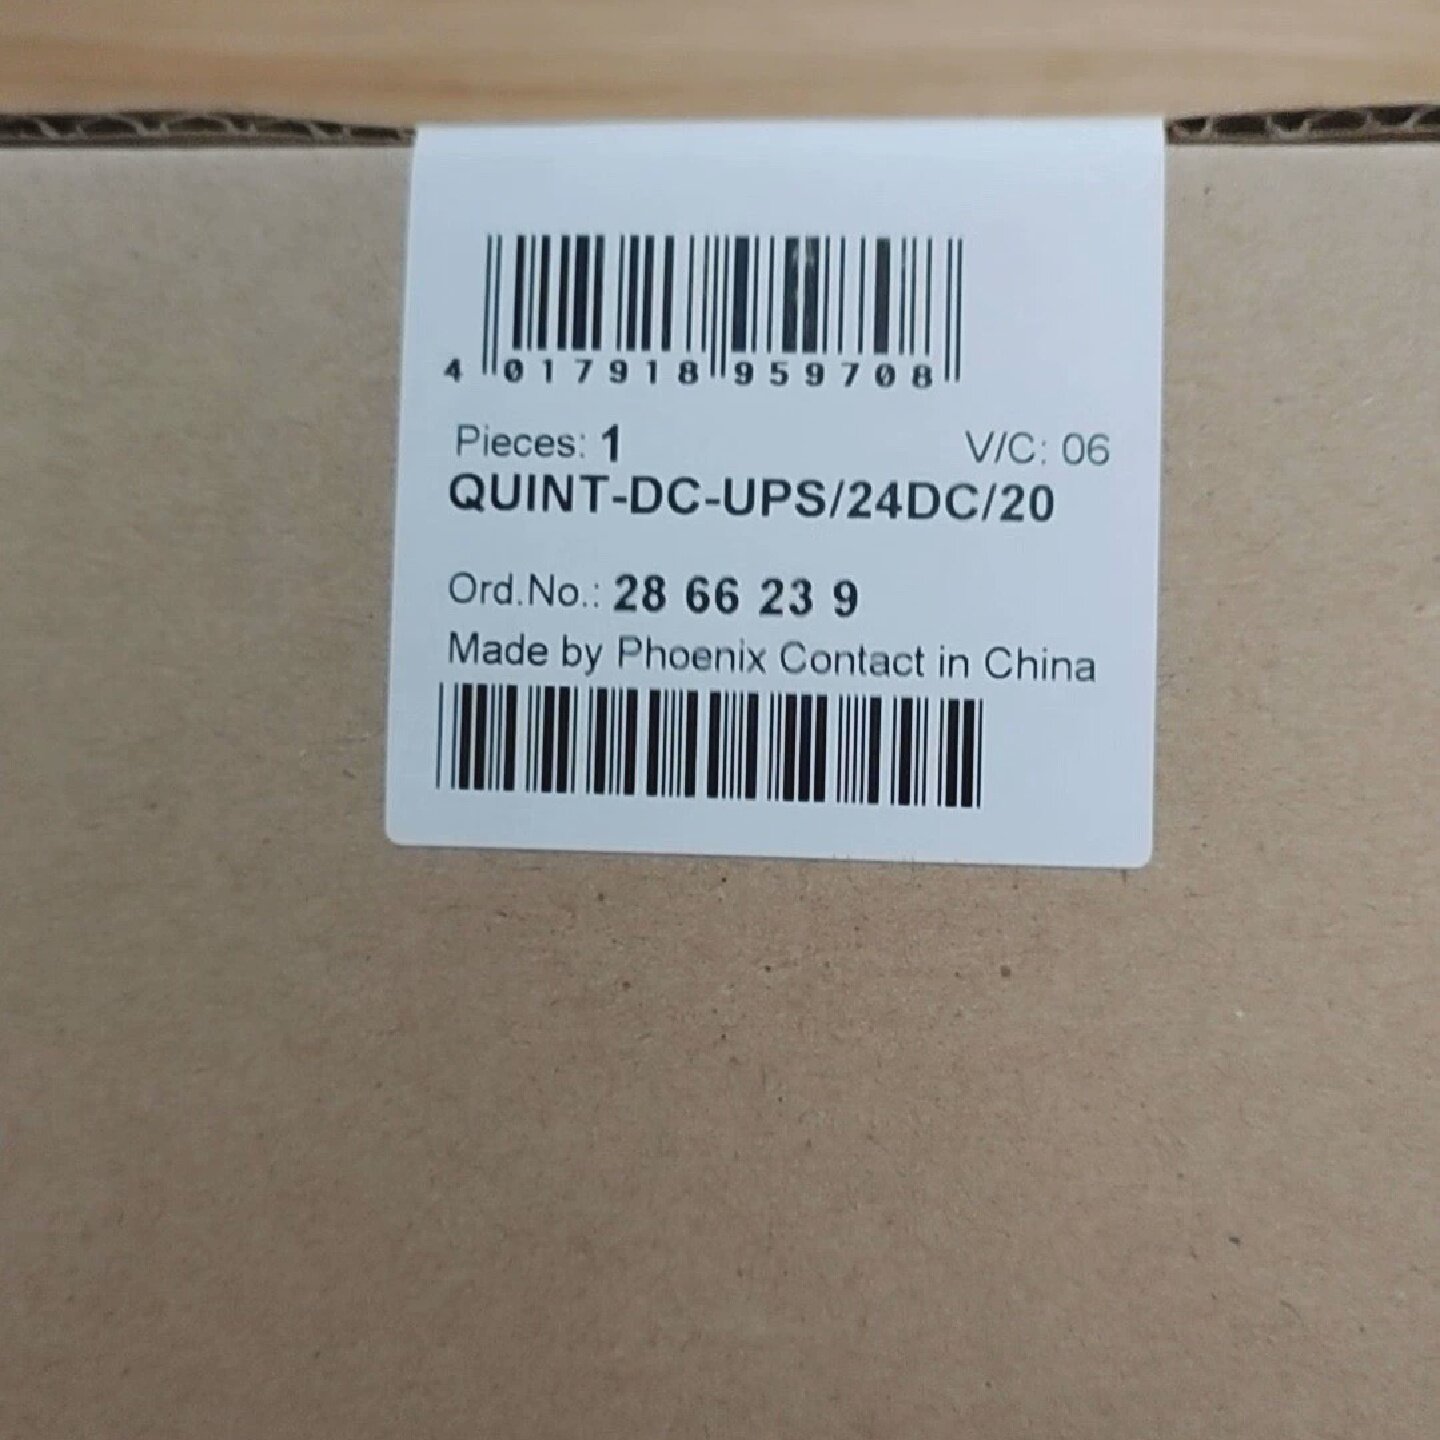 4 017918 959708
Pieces: 1 V/C: 06
QUINT-DC-UPS/24DC/20
Ord.No.: 28 66 23 9
Made by Phoenix Contact in China